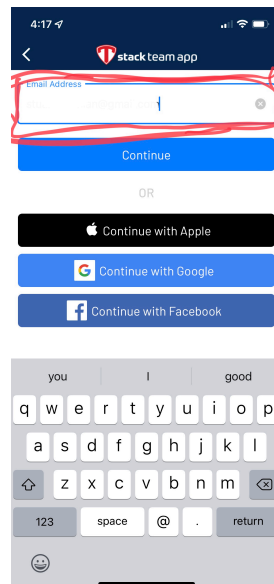 4:17
stack team app
Email Address
Continue
OR
Continue with Apple
Continue with Google
Continue with Facebook
you I good
q w e r t y u i o p
a s d f g h j k l
z x c v b n m
123 space @ . return